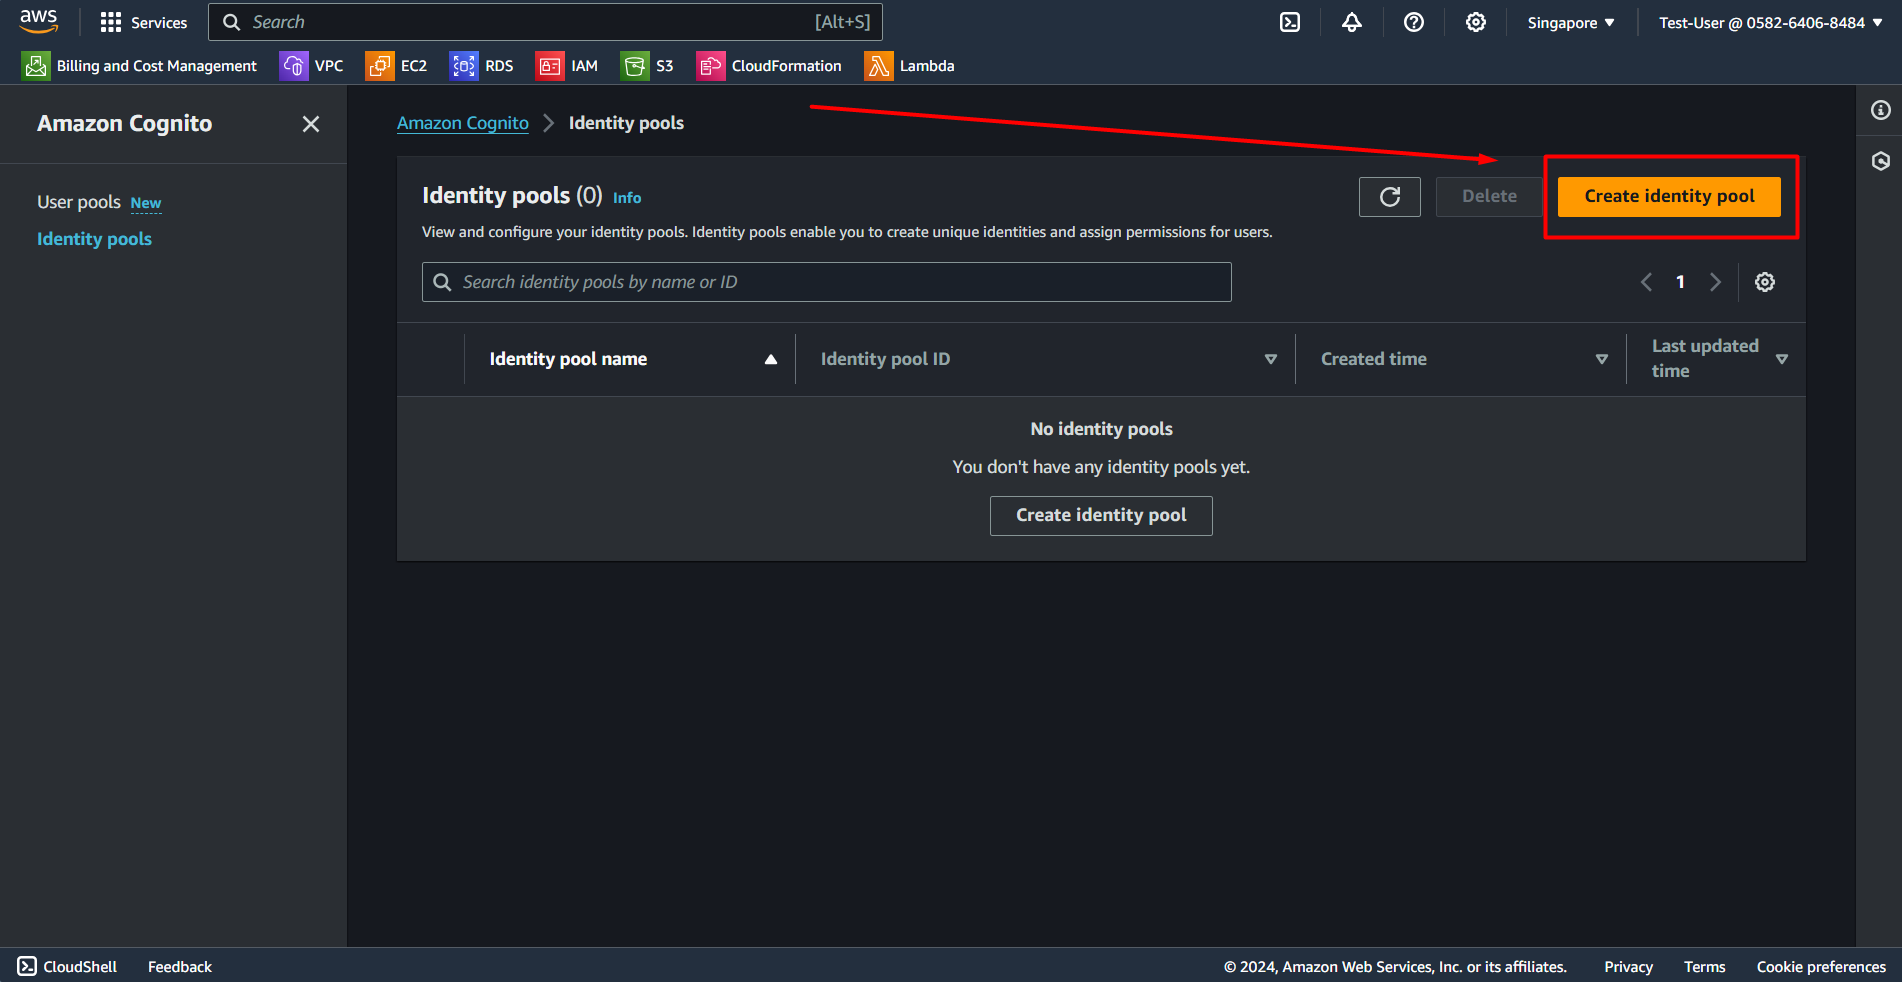 aws
Services
Search [Alt+S]
Singapore
Test-User @ 0582-6406-8484
Billing and Cost Management
VPC
EC2
RDS
IAM
S3
CloudFormation
Lambda
Amazon Cognito
User pools New
Identity pools
Amazon Cognito
Identity pools
Identity pools (0) Info
Delete
Create identity pool
View and configure your identity pools. Identity pools enable you to create unique identities and assign permissions for users.
Search identity pools by name or ID
1
Identity pool name
Identity pool ID
Created time
Last updated
time
No identity pools
You don't have any identity pools yet.
Create identity pool
CloudShell
Feedback
© 2024, Amazon Web Services, Inc. or its affiliates.
Privacy
Terms
Cookie preferences